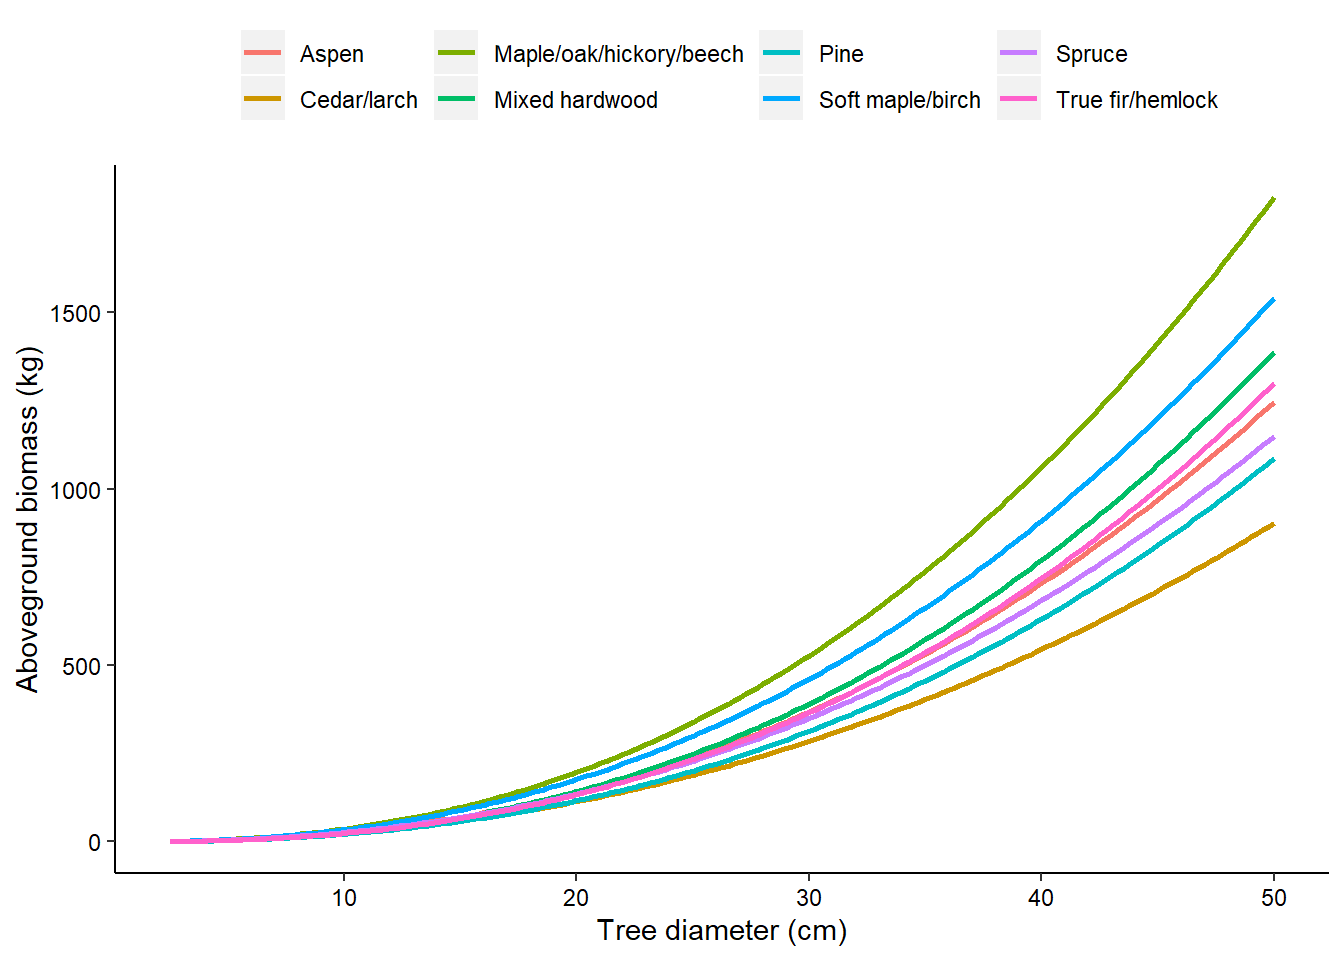 Aspen Maple/oak/hickory/beech Pine Spruce
Cedar/larch Mixed hardwood Soft maple/birch True fir/hemlock
Aboveground biomass (kg)
1500
1000
500
0
10 20 30 40 50
Tree diameter (cm)